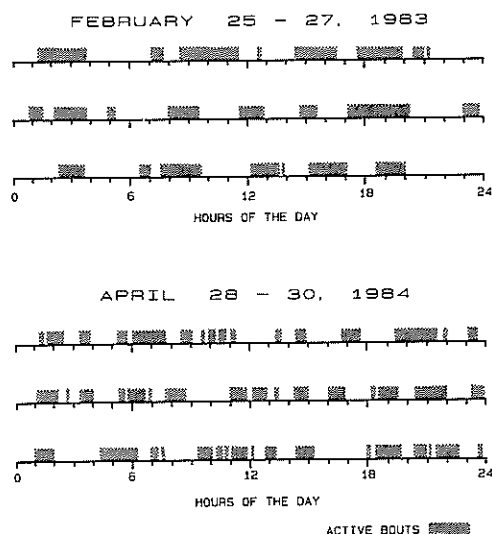 FEBRUARY 25 - 27, 1983
0 6 12 18 24
HOURS OF THE DAY
APRIL 28 - 30, 1984
0 6 12 18 24
HOURS OF THE DAY
ACTIVE BOUTS